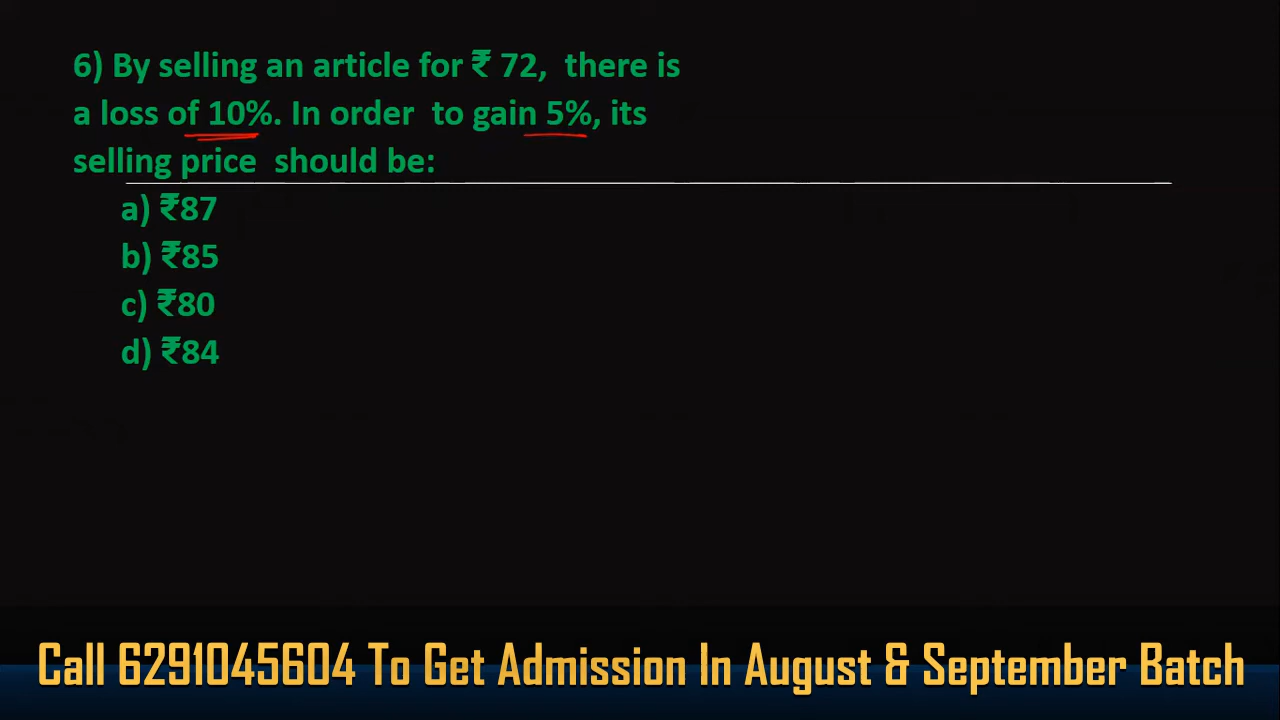 6) By selling an article for ₹ 72, there is
a loss of 10%. In order to gain 5%, its
selling price should be:
a) ₹87
b) ₹85
c) ₹80
d) ₹84
Call 6291045604 To Get Admission In August & September Batch